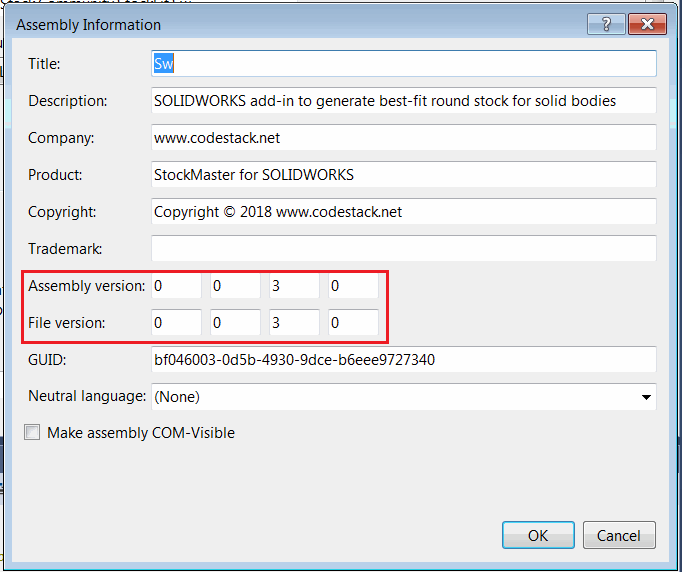 Assembly Information
Title: Sw
Description: SOLIDWORKS add-in to generate best-fit round stock for solid bodies
Company: www.codestack.net
Product: StockMaster for SOLIDWORKS
Copyright: Copyright © 2018 www.codestack.net
Trademark:
Assembly version: 0 0 3 0
File version: 0 0 3 0
GUID: bf046003-0d5b-4930-9dce-b6eee9727340
Neutral language: (None)
Make assembly COM-Visible
OK Cancel